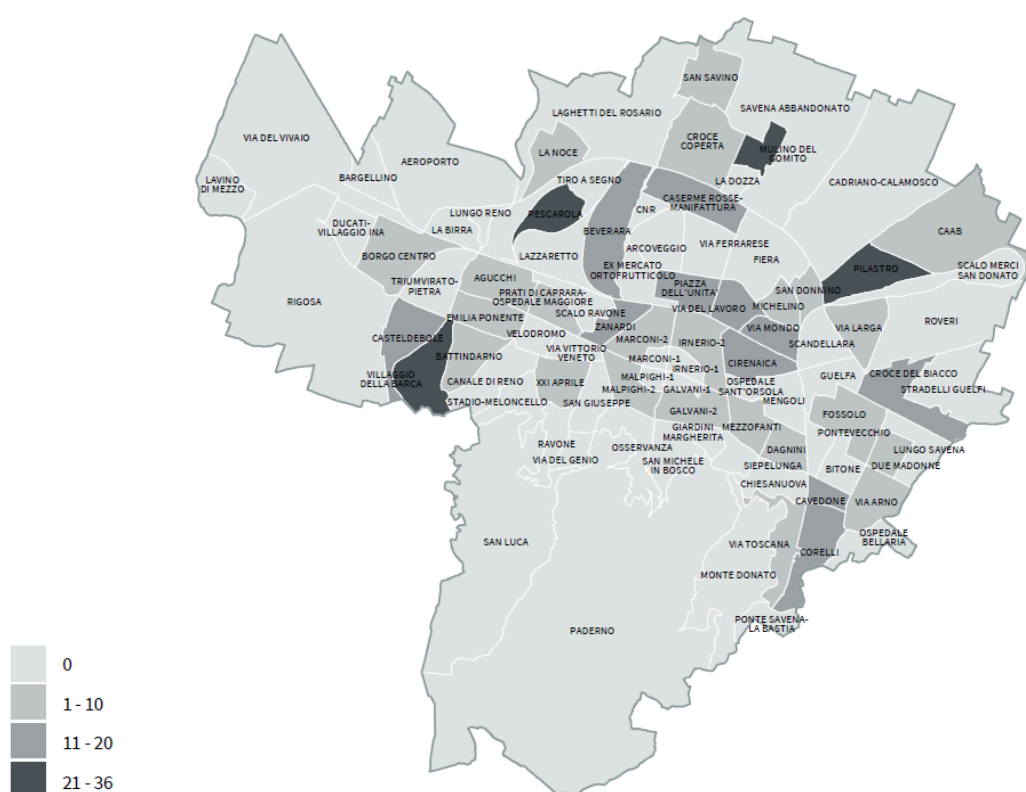 SAN SAVINO
SAVENA ABBANDONATO
LAGHETTI DEL ROSARIO
VIA DEL VIVAIO
CROCE
COPERTA
LA NOCE
MULINO DEL
GOMITO
AEROPORTO
BARGELLINO
LAVINO
DI MEZZO
TIRO A SEGNO
LA DOZZA
CADRIANO-CALAMOSCO
CASERME ROSSE-
MANIFATTURA
LUNGO RENO
PESCAROLA
CNR
DUCATI-
VILLAGGIO INA
LA BIRRA
BEVERARA
CAAB
ARCOVEGGIO
VIA FERRARESE
BORGO CENTRO
LAZZARETTO
FIERA
EX MERCATO
ORTOFRUTTICOLO
PILASTRO
SCALO MERCI
SAN DONATO
TRIUMVIRATO-
PIETRA
AGUCCHI
PIAZZA
DELL'UNITA'
SAN DONNINO
PRATI DI CAPRARA-
OSPEDALE MAGGIORE
RIGOSA
VIA DEL LAVORO
MICHELINO
EMILIA PONENTE
SCALO RAVONE
ROVERI
ZANARDI
VIA MONDO
VIA LARGA
CASTELDEBOLE
VELODROMO
MARCONI-2
IRNERIO-2
SCANDELLARA
VIA VITTORIO
VENETO
BATTINDARNO
MARCONI-1
IRNERIO-1
CIRENAICA
VILLAGGIO
DELLA BARCA
CANALE DI RENO
XXI APRILE
MALPIGHI-1
MALPIGHI-2
GALVANI-1
OSPEDALE
SANT'ORSOLA
GUELFA
CROCE DEL BIACCO
STRADELLI GUELFI
STADIO-MELONCELLO
SAN GIUSEPPE
MENGOLI
GALVANI-2
FOSSOLO
GIARDINI
MARGHERITA
MEZZOFANTI
PONTEVECCHIO
RAVONE
OSSERVANZA
DAGNINI
LUNGO SAVENA
VIA DEL GENIO
SAN MICHELE
IN BOSCO
SIEPELUNGA
BITONE
DUE MADONNE
CHIESANUOVA
CAVEDONE
VIA ARNO
SAN LUCA
VIA TOSCANA
CORELLI
OSPEDALE
BELLARIA
MONTE DONATO
PADERNO
PONTE SAVENA-
LA BASTIA
0
1 - 10
11 - 20
21 - 36